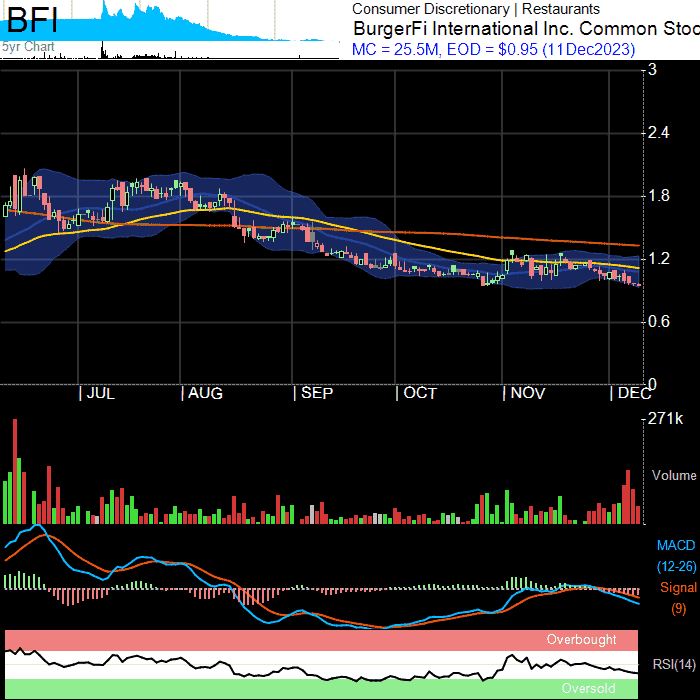 BFI
5yr Chart
Consumer Discretionary | Restaurants
BurgerFi International Inc. Common Stoc
MC = 25.5M, EOD = $0.95 (11Dec2023)
3
2.4
1.8
1.2
0.6
0
| JUL | AUG | SEP | OCT | NOV | DEC
271k
Volume
MACD
(12-26)
Signal
(9)
Overbought
RSI(14)
Oversold